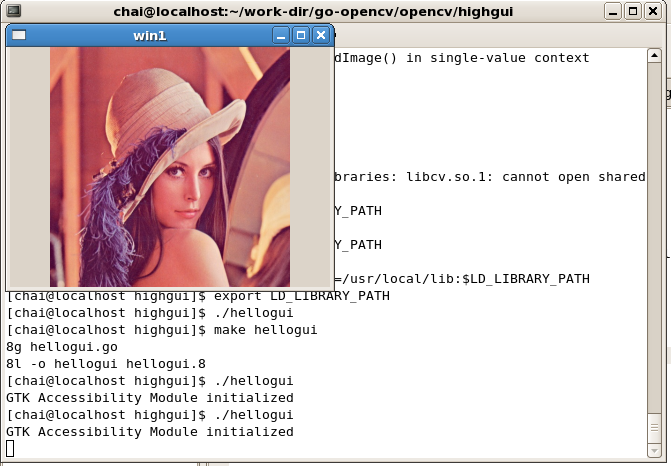 chai@localhost:~/work-dir/go-opencv/opencv/highgui
win1
dImage() in single-value context
braries: libcv.so.1: cannot open shared
Y_PATH
Y_PATH
=/usr/local/lib:$LD_LIBRARY_PATH
[chai@localhost highgui]$ export LD_LIBRARY_PATH
[chai@localhost highgui]$ ./hellogui
[chai@localhost highgui]$ make hellogui
8g hellogui.go
8l -o hellogui hellogui.8
[chai@localhost highgui]$ ./hellogui
GTK Accessibility Module initialized
[chai@localhost highgui]$ ./hellogui
GTK Accessibility Module initialized